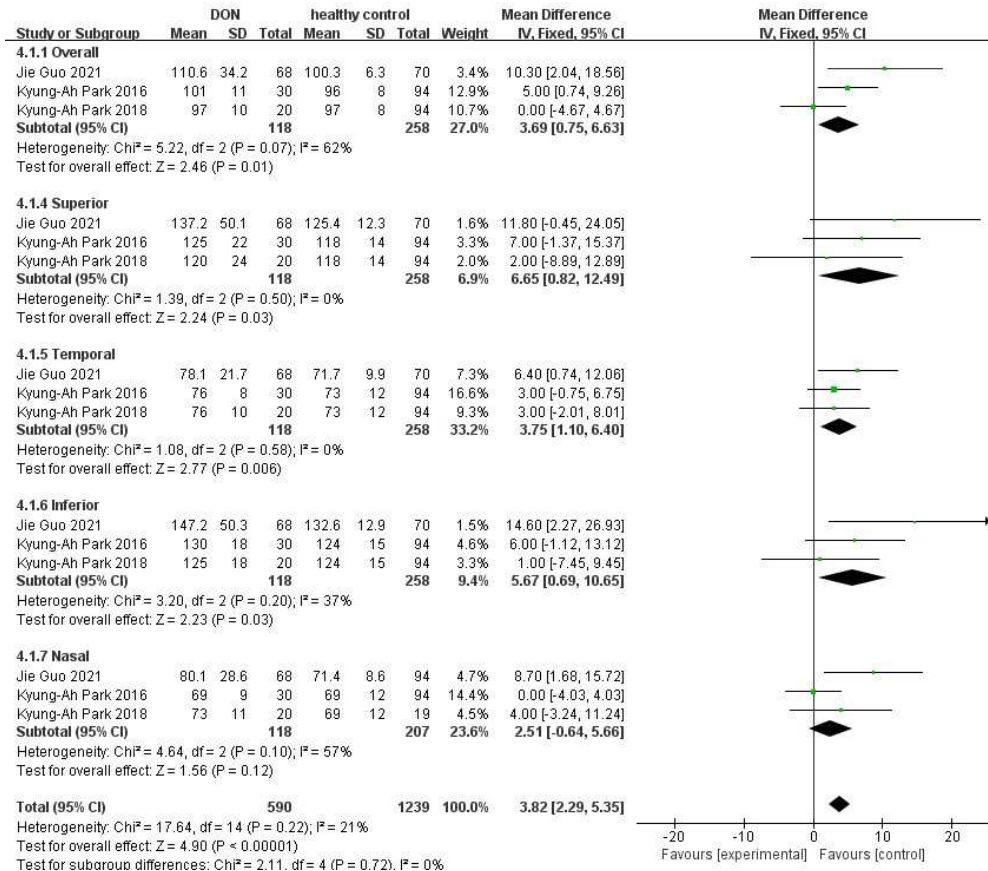 DON healthy control Mean Difference Mean Difference
Study or Subgroup Mean SD Total Mean SD Total Weight IV, Fixed, 95% CI IV, Fixed, 95% CI
4.1.1 Overall
Jie Guo 2021 110.6 34.2 68 100.3 6.3 70 3.4% 10.30 [2.04, 18.56]
Kyung-Ah Park 2016 101 11 30 96 8 94 12.9% 5.00 [0.74, 9.26]
Kyung-Ah Park 2018 97 10 20 97 8 94 10.7% 0.00 [-4.67, 4.67]
Subtotal (95% CI) 118 258 27.0% 3.69 [0.75, 6.63]
Heterogeneity: Chi² = 5.22, df = 2 (P = 0.07); I² = 62%
Test for overall effect: Z = 2.46 (P = 0.01)
4.1.4 Superior
Jie Guo 2021 137.2 50.1 68 125.4 12.3 70 1.6% 11.80 [-0.45, 24.05]
Kyung-Ah Park 2016 125 22 30 118 14 94 3.3% 7.00 [-1.37, 15.37]
Kyung-Ah Park 2018 120 24 20 118 14 94 2.0% 2.00 [-8.89, 12.89]
Subtotal (95% CI) 118 258 6.9% 6.65 [0.82, 12.49]
Heterogeneity: Chi² = 1.39, df = 2 (P = 0.50); I² = 0%
Test for overall effect: Z = 2.24 (P = 0.03)
4.1.5 Temporal
Jie Guo 2021 78.1 21.7 68 71.7 9.9 70 7.3% 6.40 [0.74, 12.06]
Kyung-Ah Park 2016 76 8 30 73 12 94 16.6% 3.00 [-0.75, 6.75]
Kyung-Ah Park 2018 76 10 20 73 12 94 9.3% 3.00 [-2.01, 8.01]
Subtotal (95% CI) 118 258 33.2% 3.75 [1.10, 6.40]
Heterogeneity: Chi² = 1.08, df = 2 (P = 0.58); I² = 0%
Test for overall effect: Z = 2.77 (P = 0.006)
4.1.6 Inferior
Jie Guo 2021 147.2 50.3 68 132.6 12.9 70 1.5% 14.60 [2.27, 26.93]
Kyung-Ah Park 2016 130 18 30 124 15 94 4.6% 6.00 [-1.12, 13.12]
Kyung-Ah Park 2018 125 18 20 124 15 94 3.3% 1.00 [-7.45, 9.45]
Subtotal (95% CI) 118 258 9.4% 5.67 [0.69, 10.65]
Heterogeneity: Chi² = 3.20, df = 2 (P = 0.20); I² = 37%
Test for overall effect: Z = 2.23 (P = 0.03)
4.1.7 Nasal
Jie Guo 2021 80.1 28.6 68 71.4 8.6 94 4.7% 8.70 [1.68, 15.72]
Kyung-Ah Park 2016 69 9 30 69 12 94 14.4% 0.00 [-4.03, 4.03]
Kyung-Ah Park 2018 73 11 20 69 12 19 4.5% 4.00 [-3.24, 11.24]
Subtotal (95% CI) 118 207 23.6% 2.51 [-0.64, 5.66]
Heterogeneity: Chi² = 4.64, df = 2 (P = 0.10); I² = 57%
Test for overall effect: Z = 1.56 (P = 0.12)
Total (95% CI) 590 1239 100.0% 3.82 [2.29, 5.35]
Heterogeneity: Chi² = 17.64, df = 14 (P = 0.22); I² = 21%
Test for overall effect: Z = 4.90 (P < 0.00001)
Test for subgroup differences: Chi² = 2.11, df = 4 (P = 0.72), I² = 0%
-20 -10 0 10 20
Favours [experimental] Favours [control]